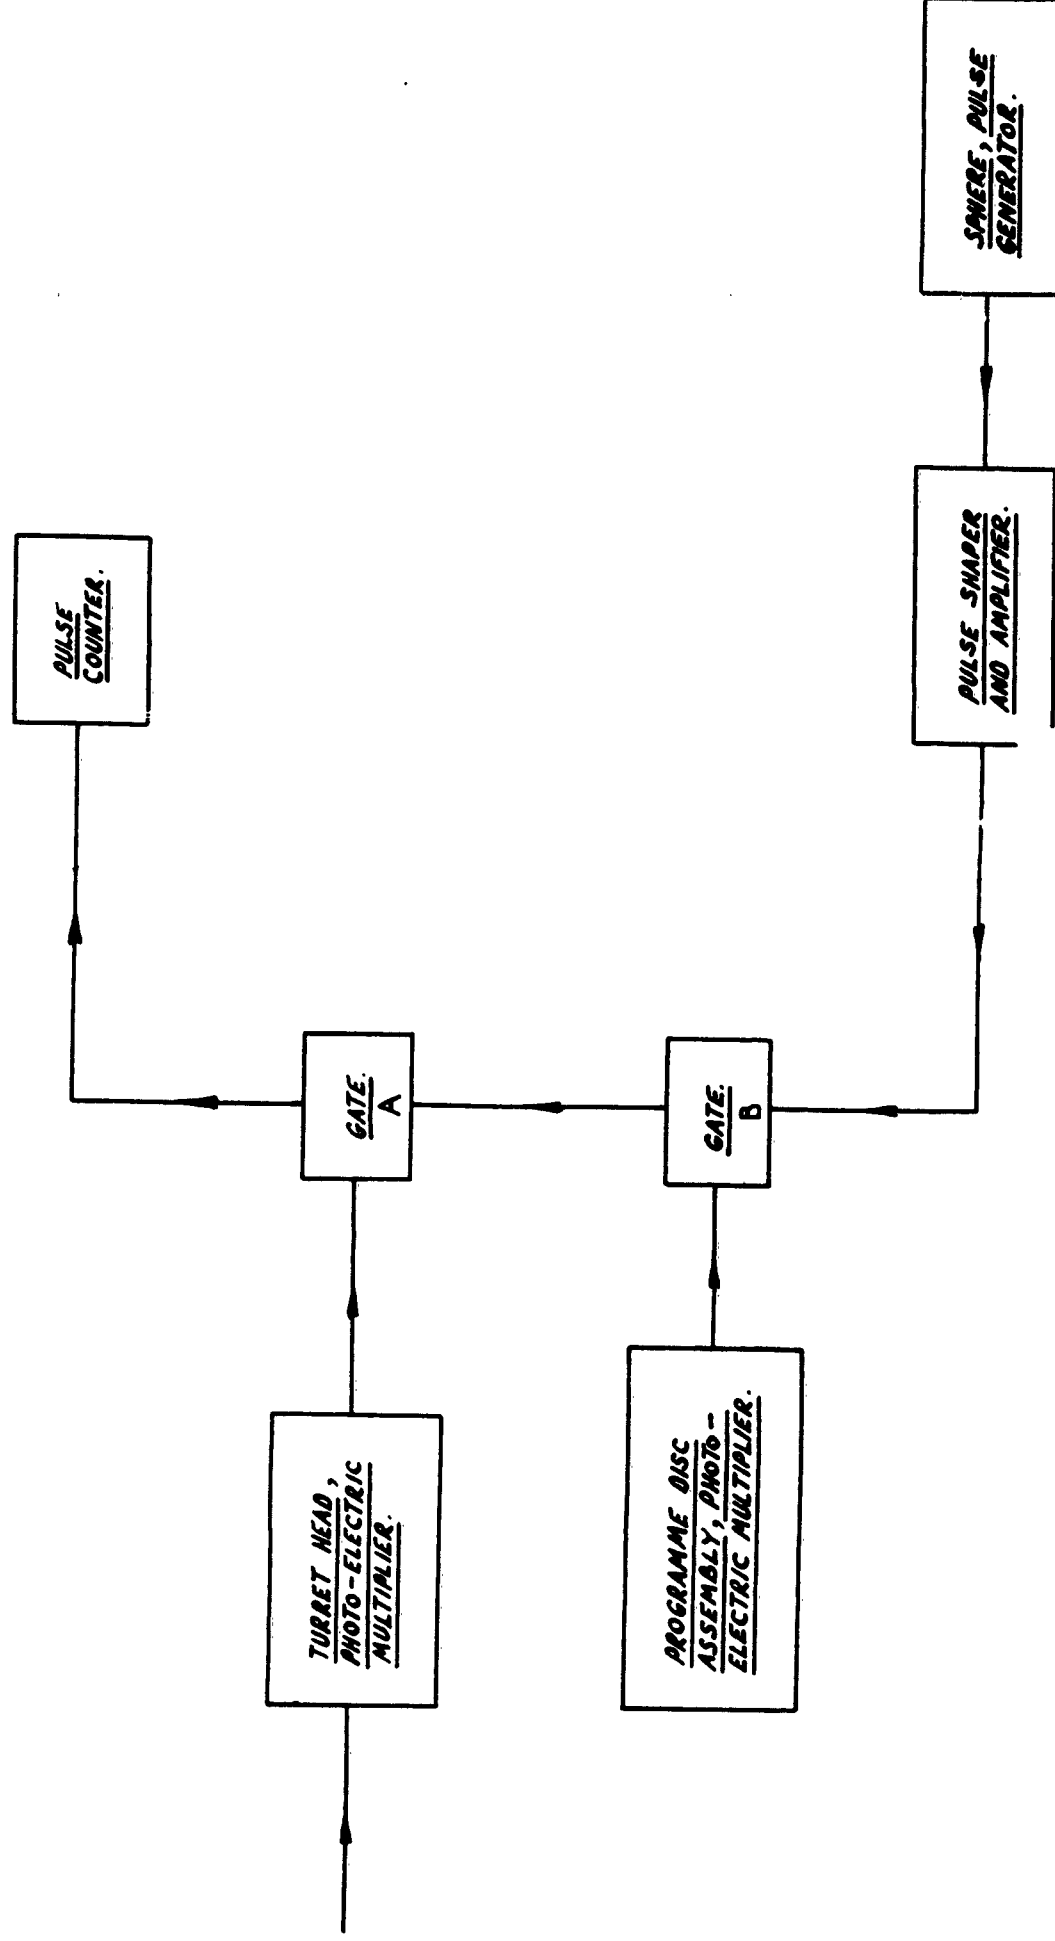 TURRET HEAD,
PHOTO-ELECTRIC
MULTIPLIER.
GATE.
A
PULSE
COUNTER.
PROGRAMME DISC
ASSEMBLY, PHOTO-
ELECTRIC MULTIPLIER.
GATE.
B
PULSE SHAPER
AND AMPLIFIER.
SPHERE, PULSE
GENERATOR.